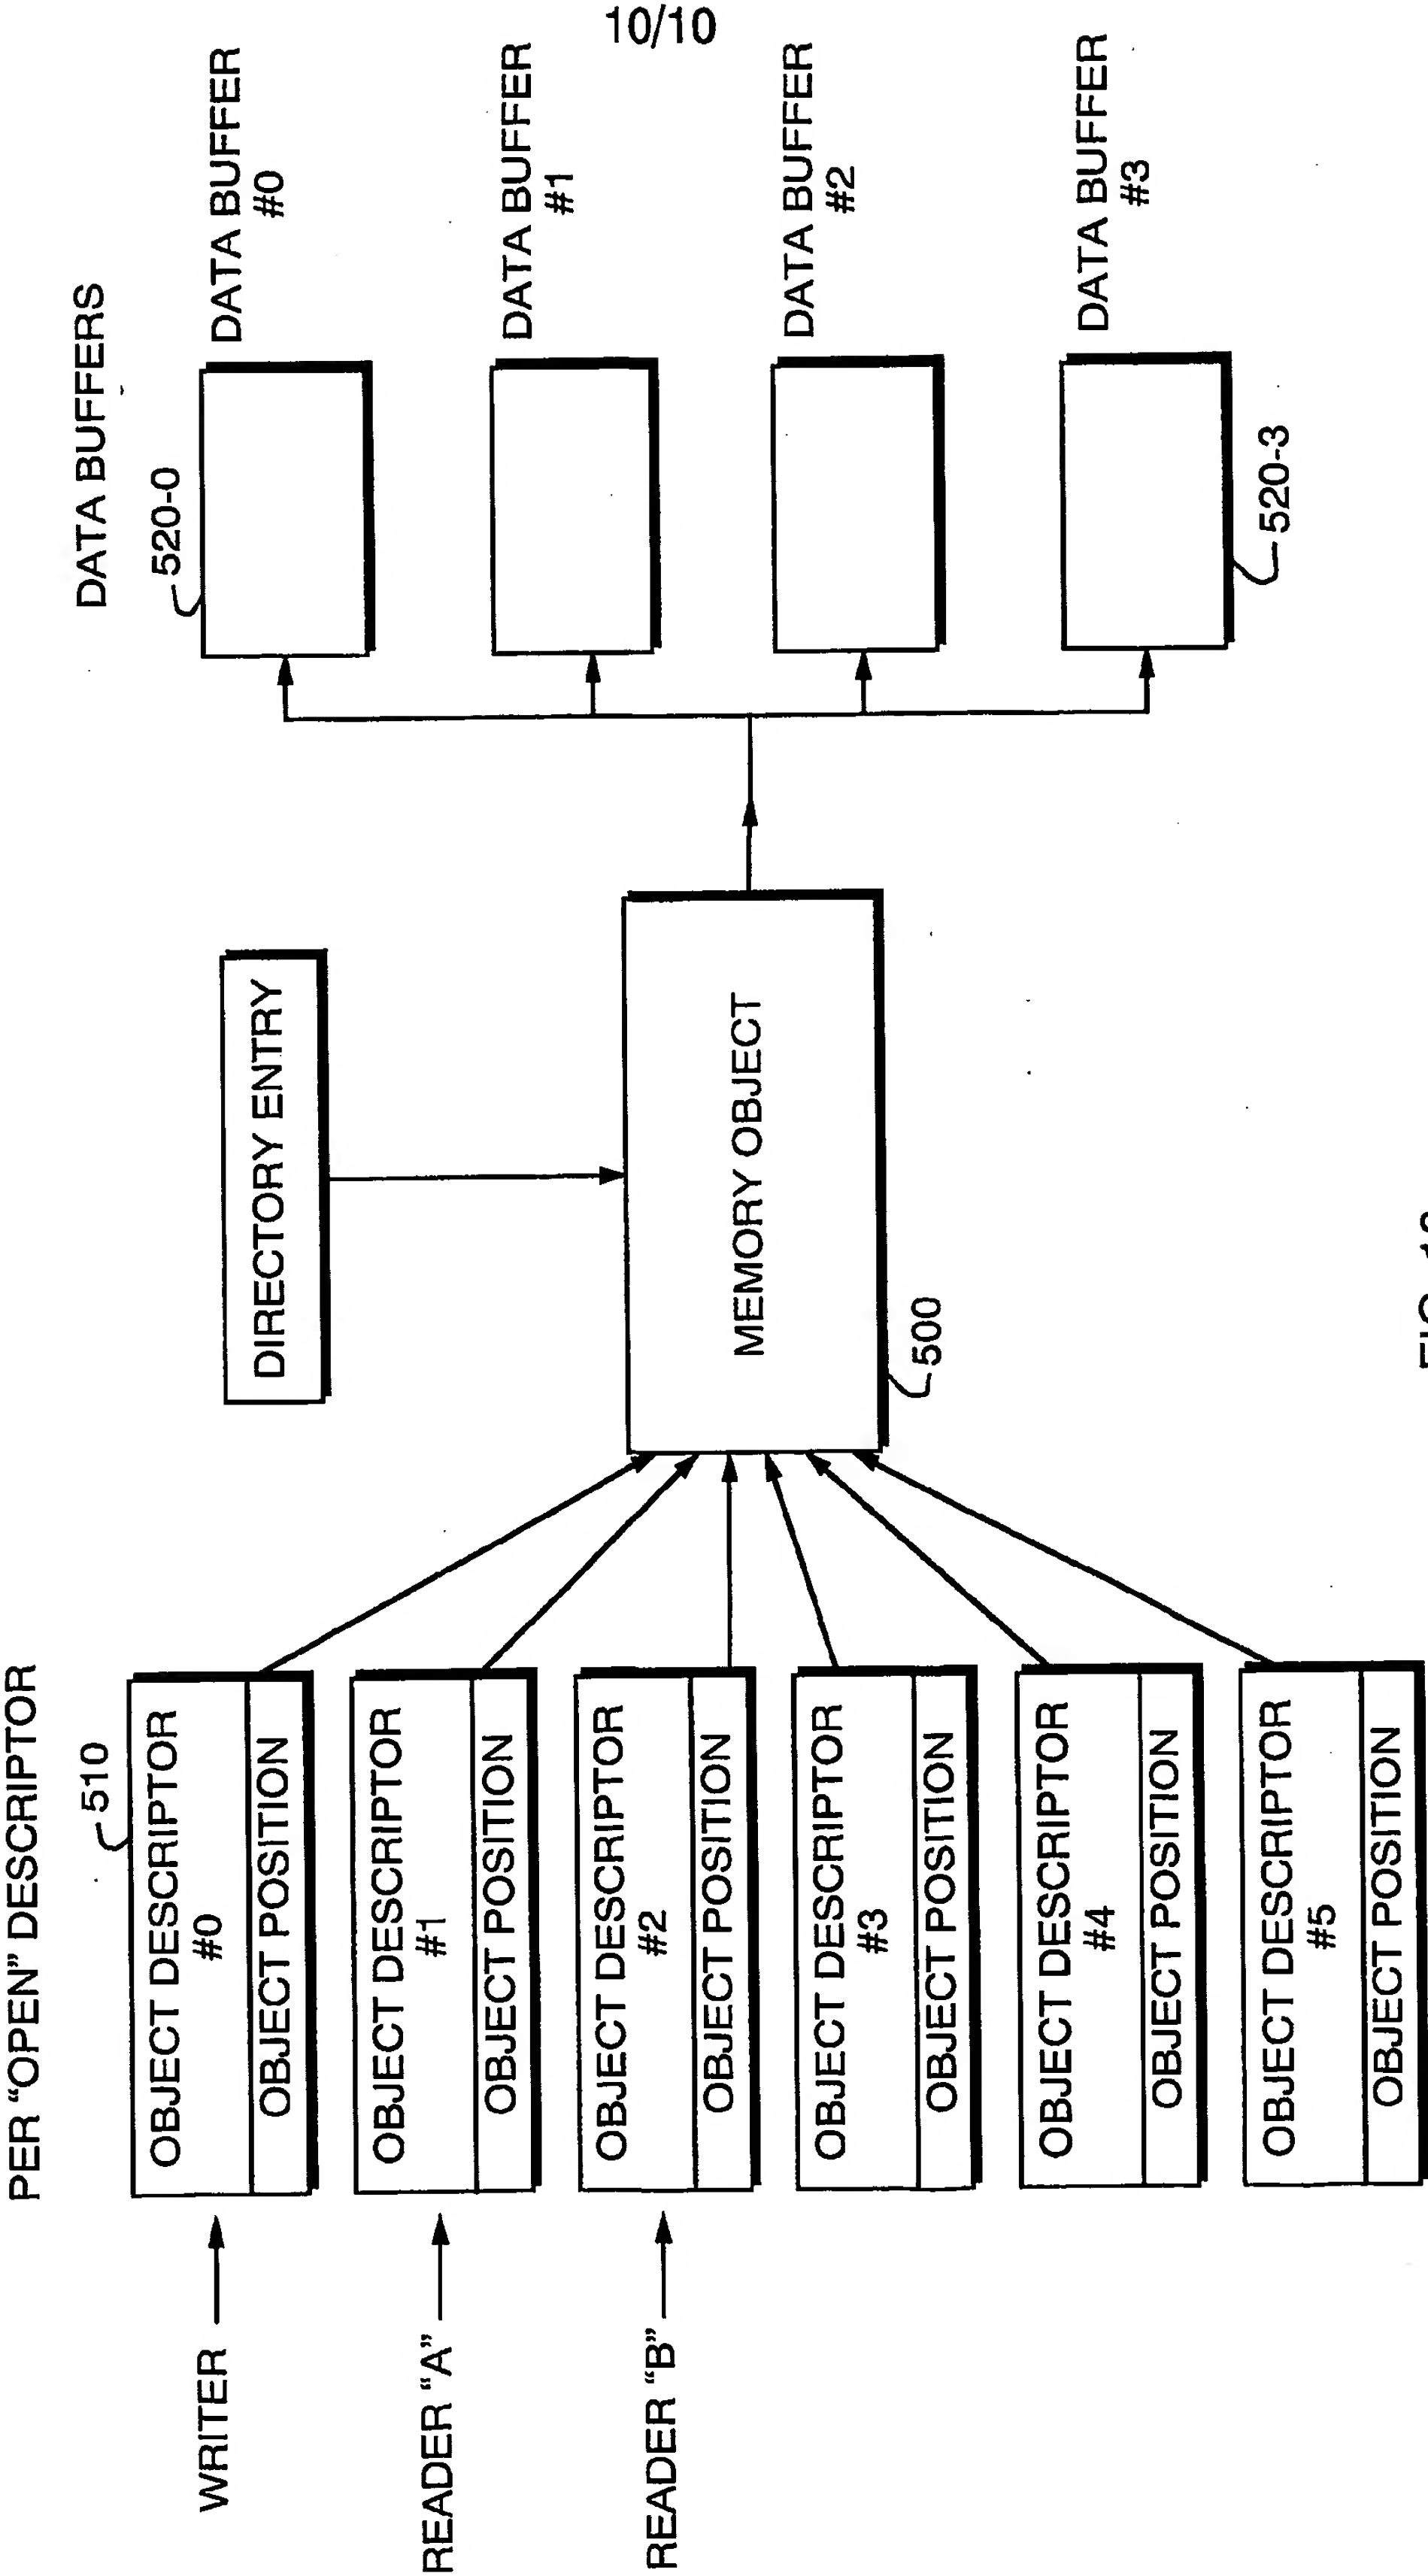 10/10
PER “OPEN” DESCRIPTOR
DATA BUFFERS
510
520-0
WRITER
OBJECT DESCRIPTOR
#0
OBJECT POSITION
DIRECTORY ENTRY
DATA BUFFER
#0
READER “A”
OBJECT DESCRIPTOR
#1
OBJECT POSITION
DATA BUFFER
#1
READER “B”
OBJECT DESCRIPTOR
#2
OBJECT POSITION
MEMORY OBJECT
DATA BUFFER
#2
OBJECT DESCRIPTOR
#3
OBJECT POSITION
500
OBJECT DESCRIPTOR
#4
OBJECT POSITION
DATA BUFFER
#3
520-3
OBJECT DESCRIPTOR
#5
OBJECT POSITION